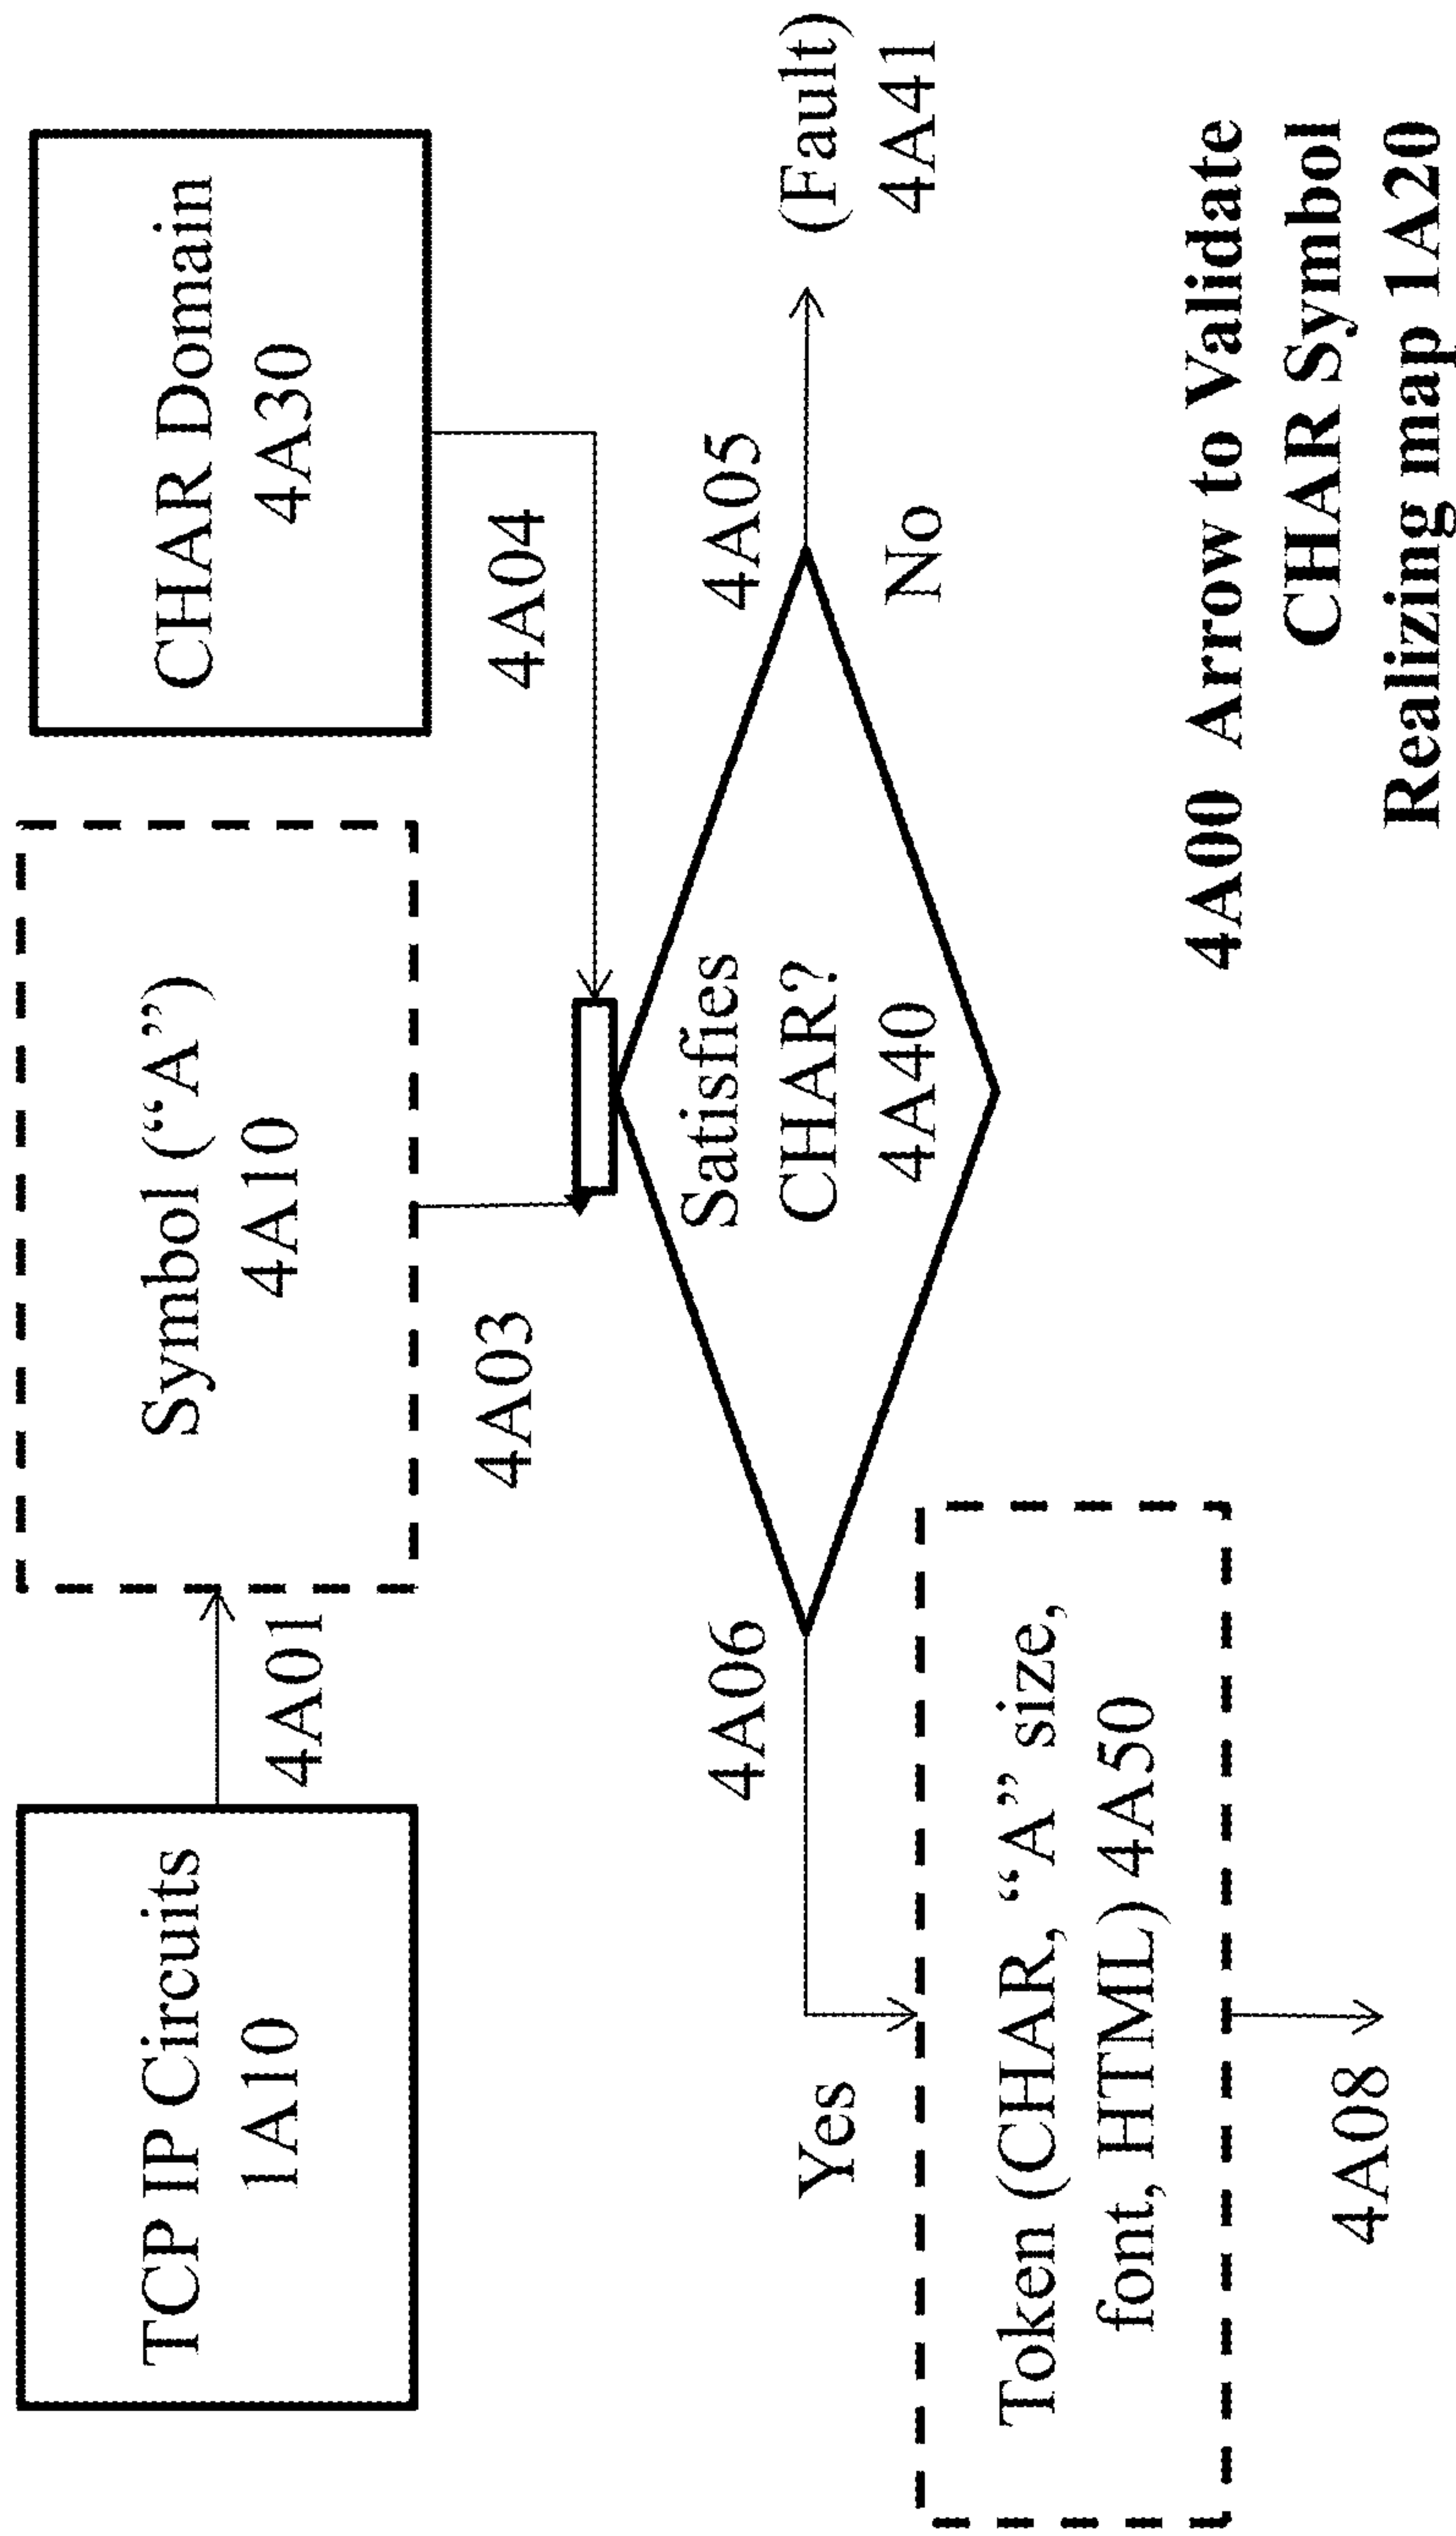 TCP IP Circuits
1A10
4A01
Symbol (“A”)
4A10
CHAR Domain
4A30
4A03
4A04
Satisfies
CHAR?
4A40
4A06
Yes
4A05
No
(Fault)
4A41
Token (CHAR, “A” size,
font, HTML) 4A50
4A08
4A00 Arrow to Validate
CHAR Symbol
Realizing map 1A20